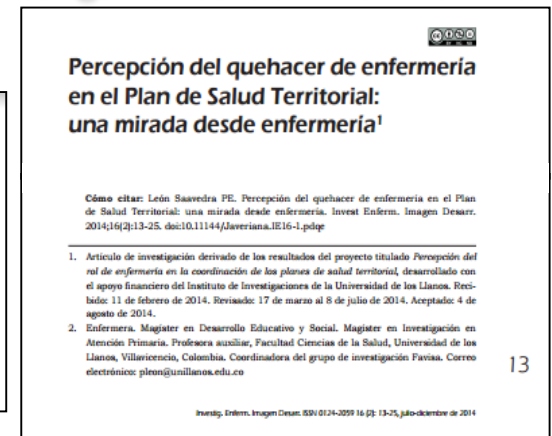 Percepción del quehacer de enfermería
en el Plan de Salud Territorial:
una mirada desde enfermería¹
Cómo citar: León Saavedra PE. Percepción del quehacer de enfermería en el Plan
de Salud Territorial: una mirada desde enfermería. Invest Enferm. Imagen Desarr.
2014;16(2):13-25. doi:10.11144/Javeriana.IE16-1.pdqe
1. Artículo de investigación derivado de los resultados del proyecto titulado Percepción del
rol de enfermería en la coordinación de los planes de salud territorial, desarrollado con
el apoyo financiero del Instituto de Investigaciones de la Universidad de los Llanos. Reci-
bido: 11 de febrero de 2014. Revisado: 17 de marzo al 8 de julio de 2014. Aceptado: 4 de
agosto de 2014.
2. Enfermera. Magíster en Desarrollo Educativo y Social. Magíster en Investigación en
Atención Primaria. Profesora auxiliar, Facultad Ciencias de la Salud, Universidad de los
Llanos, Villavicencio, Colombia. Coordinadora del grupo de investigación Favisa. Correo
electrónico: pleon@unillanos.edu.co
13
Investig. Enferm. Imagen Desarr. ISSN 0124-2059 16 (2): 13-25, julio-diciembre de 2014